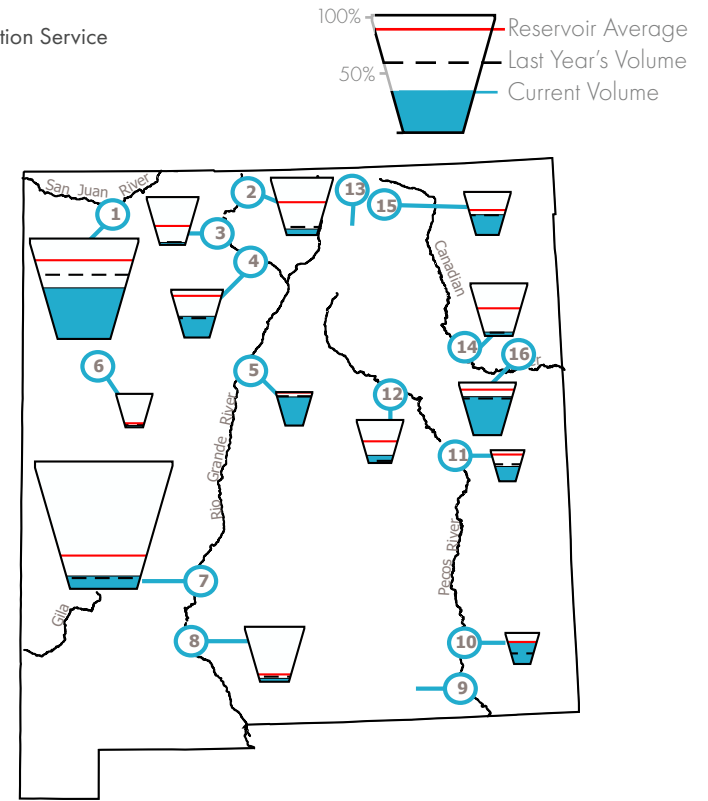 100%
tion Service
Reservoir Average
Last Year's Volume
50%
Current Volume
San Juan River
1
2
13
15
3
4
Canadian
14
16
er
6
5
12
Rio Grande River
11
Pecos River
7
Gila
8
10
9